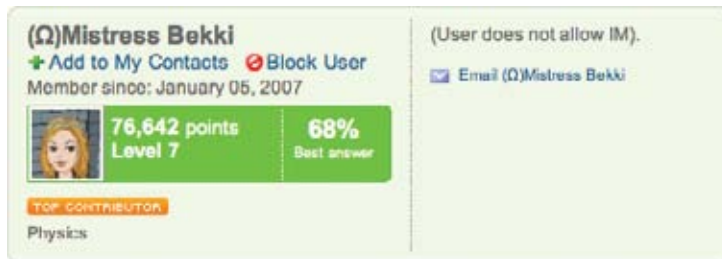 (Ω)Mistress Bekki
Add to My Contacts Block User
Member since: January 05, 2007
76,642 points
Level 7
68%
Best answer
TOP CONTRIBUTOR
Physics
(User does not allow IM).
Email (Ω)Mistress Bekki